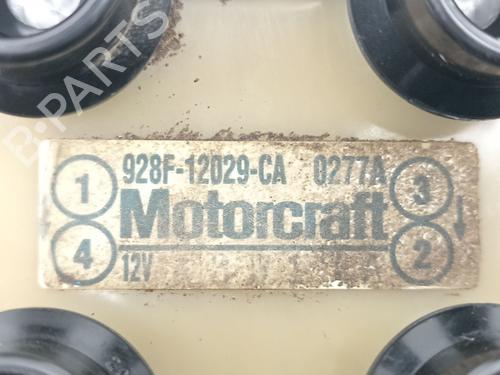 B-PARTS
928F-12029-CA 0277A
1 3
Motorcraft
4 2
12V